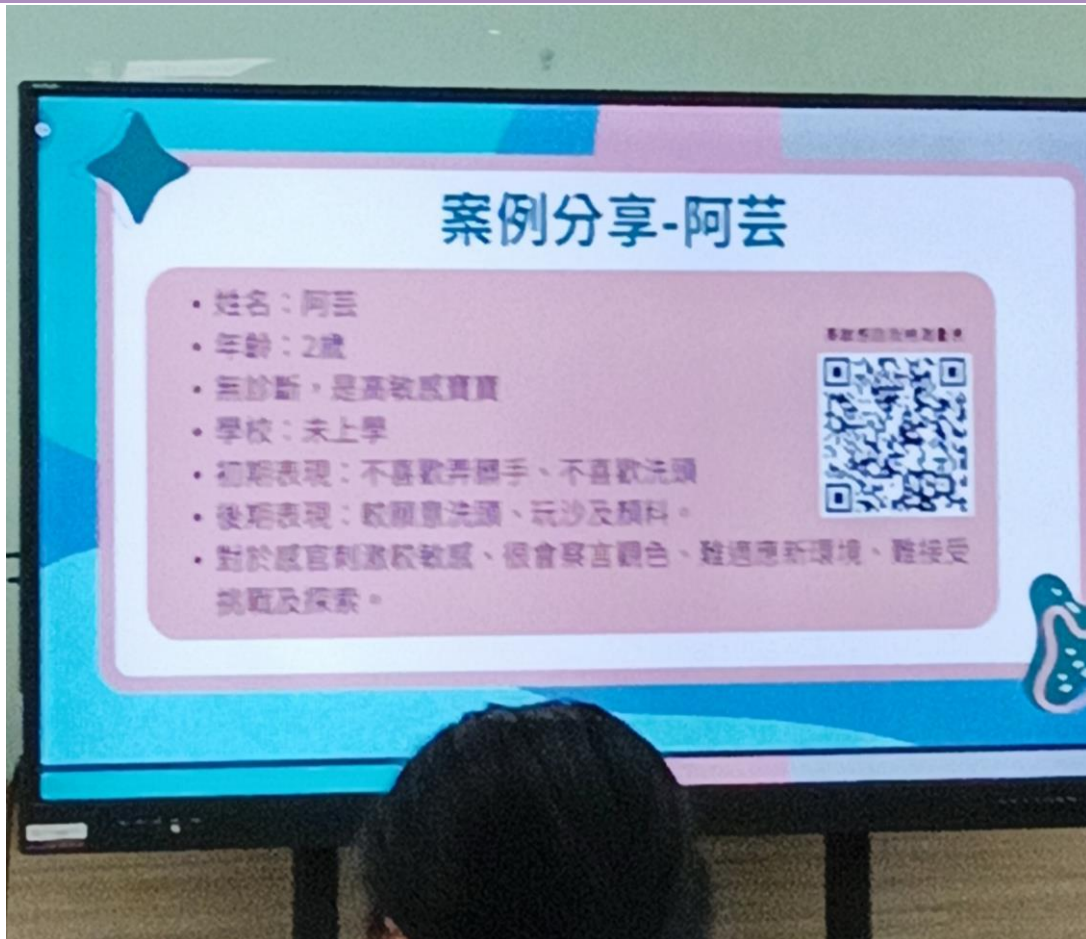 案例分享-阿芸
• 姓名：阿芸
• 年齡：2歲
• 無診斷，是高敏感寶寶
• 學校：未上學
• 初期表現：不喜歡弄髒手、不喜歡洗頭
• 後期表現：較願意洗頭、玩沙及顏料。
• 對於感官刺激較敏感、很會察言觀色、難適應新環境、難接受
挑戰及探索。